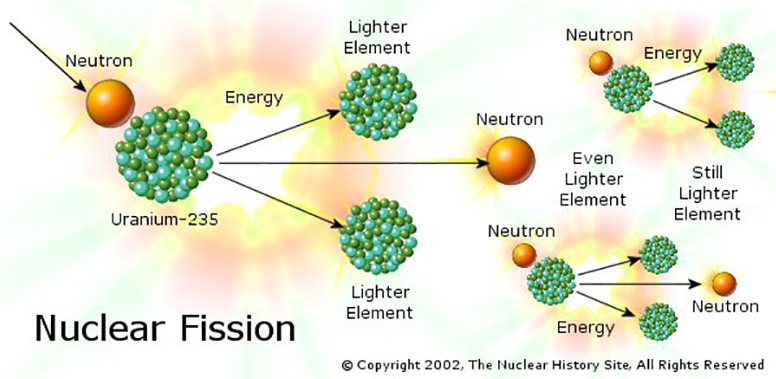 Neutron
Energy
Lighter
Element
Uranium-235
Lighter
Element
Neutron
Neutron
Energy
Even
Lighter
Element
Still
Lighter
Element
Neutron
Energy
Neutron
Nuclear Fission
© Copyright 2002, The Nuclear History Site, All Rights Reserved